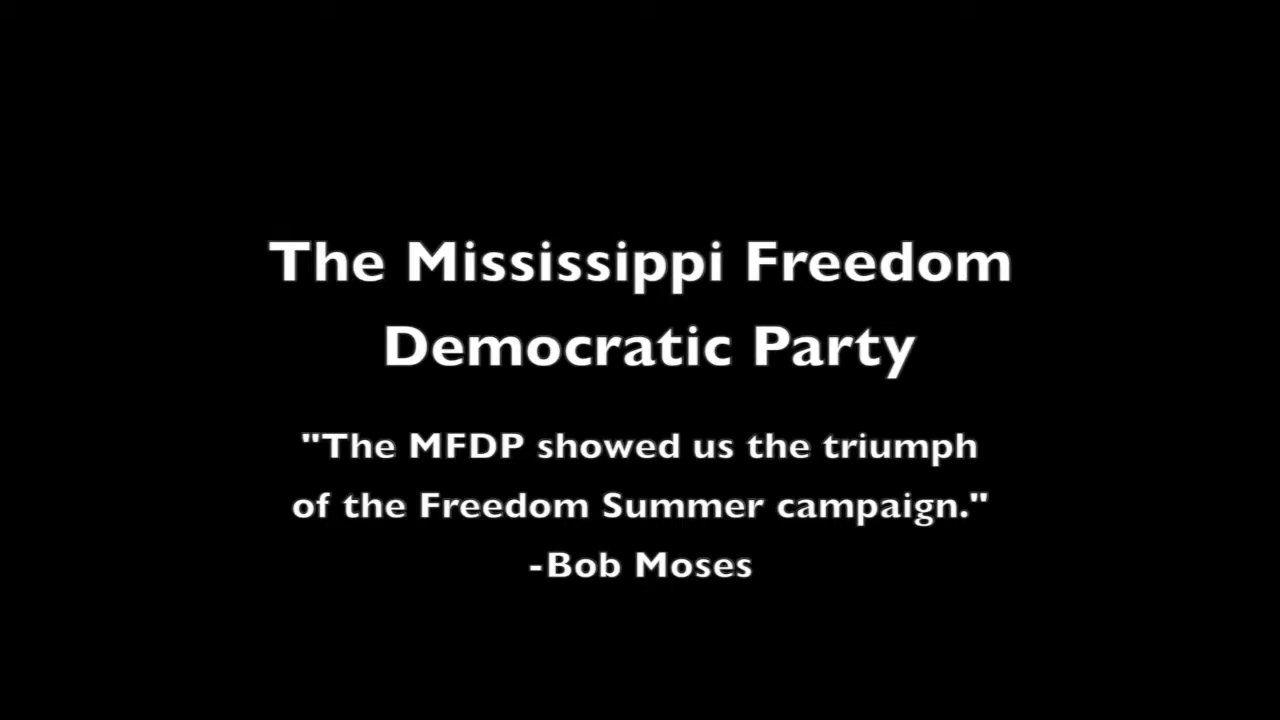 The Mississippi Freedom
Democratic Party
"The MFDP showed us the triumph
of the Freedom Summer campaign."
-Bob Moses